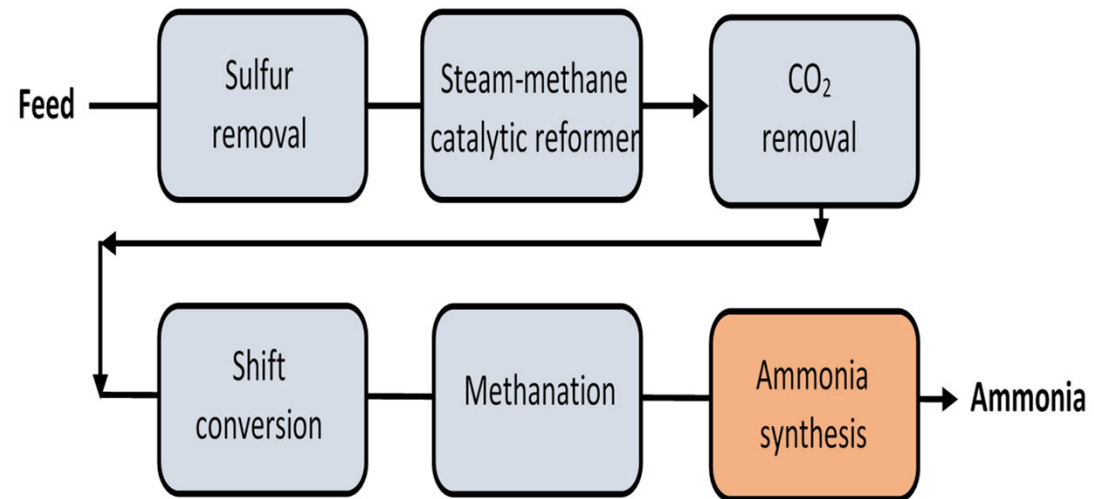 Feed
Sulfur
removal
Steam-methane
catalytic reformer
CO₂
removal
Shift
conversion
Methanation
Ammonia
synthesis
Ammonia